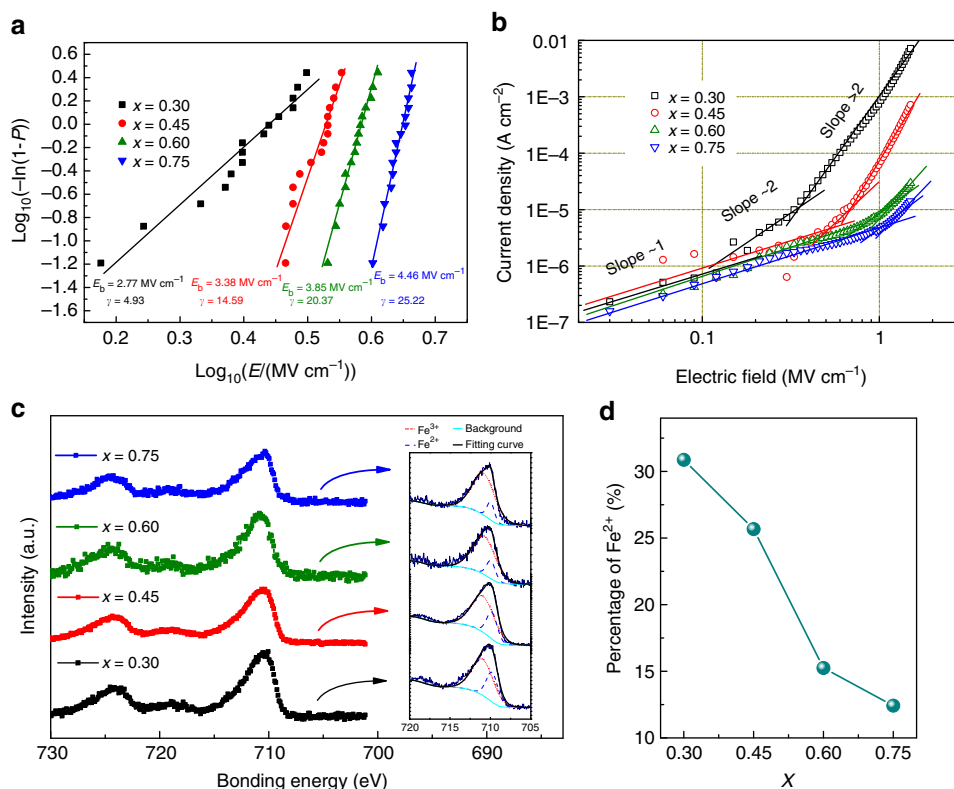 a
Log₁₀(−ln(1-P))
0.6
0.4
0.2
0.0
−0.2
−0.4
−0.6
−0.8
−1.0
−1.2
−1.4
−1.6
x = 0.30
x = 0.45
x = 0.60
x = 0.75
E_b = 2.77 MV cm⁻¹
γ = 4.93
E_b = 3.38 MV cm⁻¹
γ = 14.59
E_b = 3.85 MV cm⁻¹
γ = 20.37
E_b = 4.46 MV cm⁻¹
γ = 25.22
0.2 0.3 0.4 0.5 0.6 0.7
Log₁₀(E/(MV cm⁻¹))
b
Current density (A cm⁻²)
0.01
1E−3
1E−4
1E−5
1E−6
1E−7
x = 0.30
x = 0.45
x = 0.60
x = 0.75
Slope >2
Slope ~2
Slope ~1
0.1 1
Electric field (MV cm⁻¹)
c
Intensity (a.u.)
x = 0.75
x = 0.60
x = 0.45
x = 0.30
Fe³⁺ Background
Fe²⁺ Fitting curve
720 715 710 705
730 720 710 700 690
Bonding energy (eV)
d
Percentage of Fe²⁺ (%)
30
25
20
15
10
0.30 0.45 0.60 0.75
X